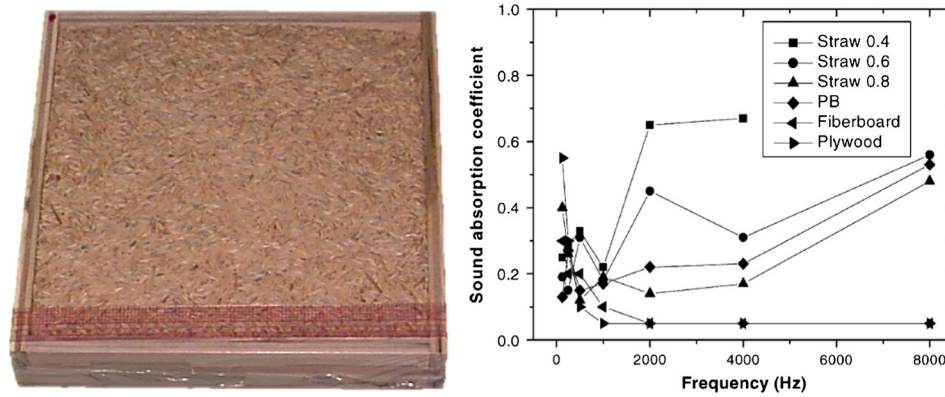 1.0
0.8
0.6
0.4
0.2
0.0
Sound absorption coefficient
Straw 0.4
Straw 0.6
Straw 0.8
PB
Fiberboard
Plywood
0 2000 4000 6000 8000
Frequency (Hz)